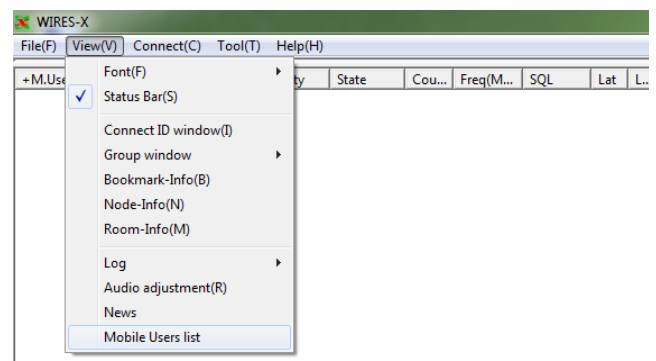 WIRES-X
File(F) View(V) Connect(C) Tool(T) Help(H)
+M.Use ty State Cou... Freq(M... SQL Lat L...
Font(F)
Status Bar(S)
Connect ID window(I)
Group window
Bookmark-Info(B)
Node-Info(N)
Room-Info(M)
Log
Audio adjustment(R)
News
Mobile Users list